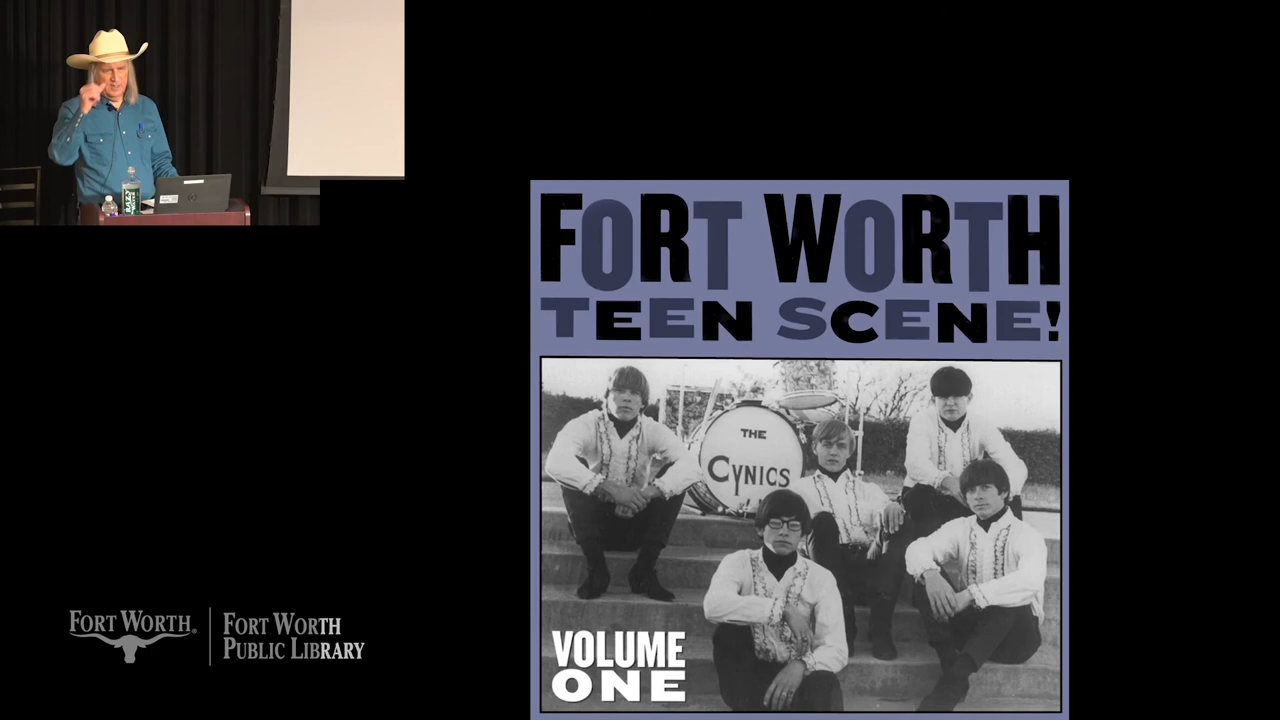 FORT WORTH
TEEN SCENE!
THE
CYNICS
VOLUME
ONE
FORT WORTH®
FORT WORTH
PUBLIC LIBRARY